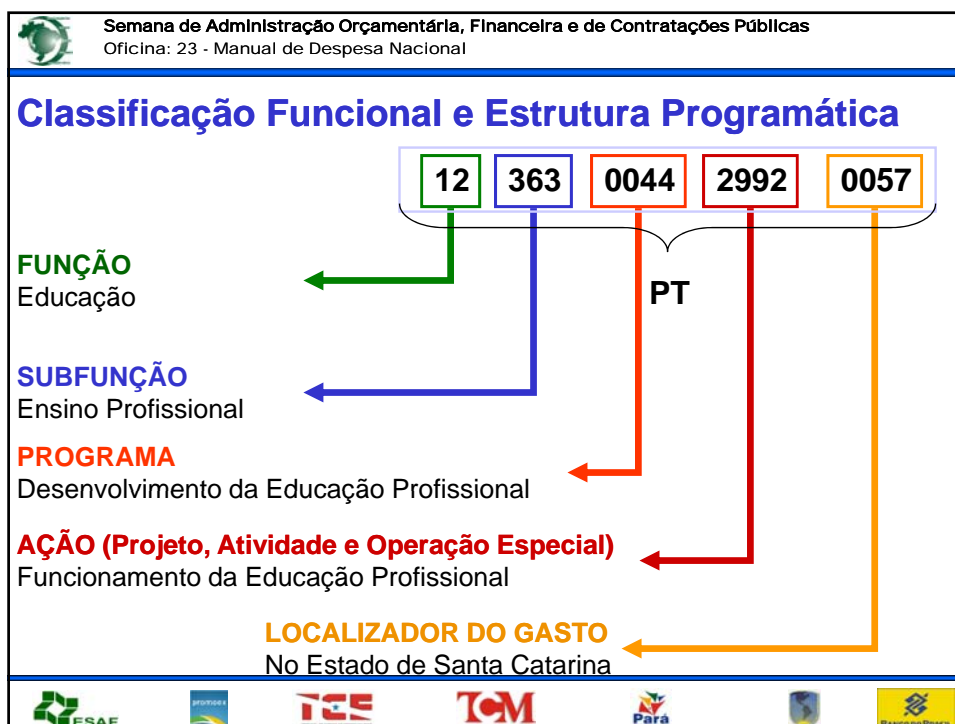 Semana de Administração Orçamentária, Financeira e de Contratações Públicas
Oficina: 23 - Manual de Despesa Nacional
Classificação Funcional e Estrutura Programática
12 363 0044 2992 0057
PT
FUNÇÃO
Educação
SUBFUNÇÃO
Ensino Profissional
PROGRAMA
Desenvolvimento da Educação Profissional
AÇÃO (Projeto, Atividade e Operação Especial)
Funcionamento da Educação Profissional
LOCALIZADOR DO GASTO
No Estado de Santa Catarina
ESAF
promoex
TCE
TCM
Pará